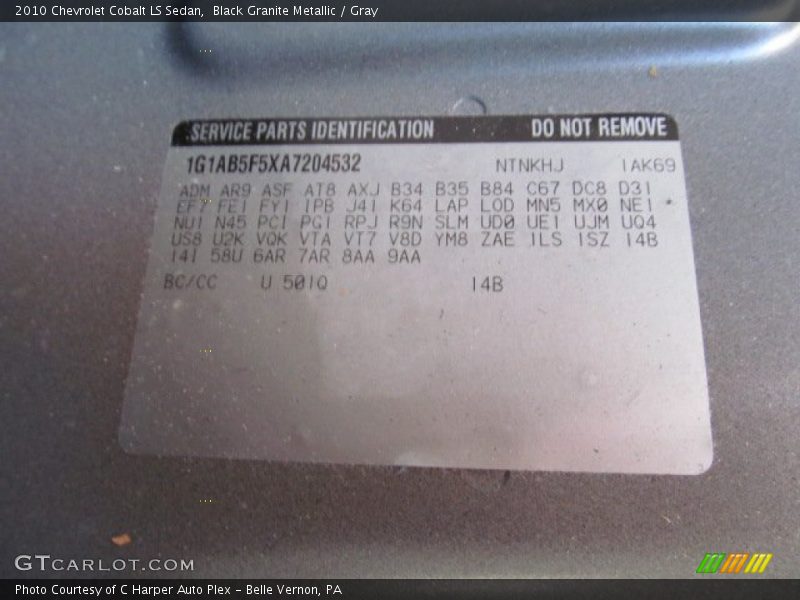 2010 Chevrolet Cobalt LS Sedan, Black Granite Metallic / Gray
SERVICE PARTS IDENTIFICATION DO NOT REMOVE
1G1AB5F5XA7204532 NTNKHJ 1AK69
ADM AR9 ASF AT8 AXJ B34 B35 B84 C67 DC8 D31
EF7 FE1 FY1 IPB J41 K64 LAP LOD MN5 MX0 NE1
NU1 N45 PCI PG1 RPJ R9N SLM UD0 UE1 UJM UQ4
US8 U2K VQK VTA VT7 V8D YM8 ZAE 1LS 1SZ 14B
14I 58U 6AR 7AR 8AA 9AA
BC/CC U 501Q 14B
GTCARLOT.COM
Photo Courtesy of C Harper Auto Plex – Belle Vernon, PA